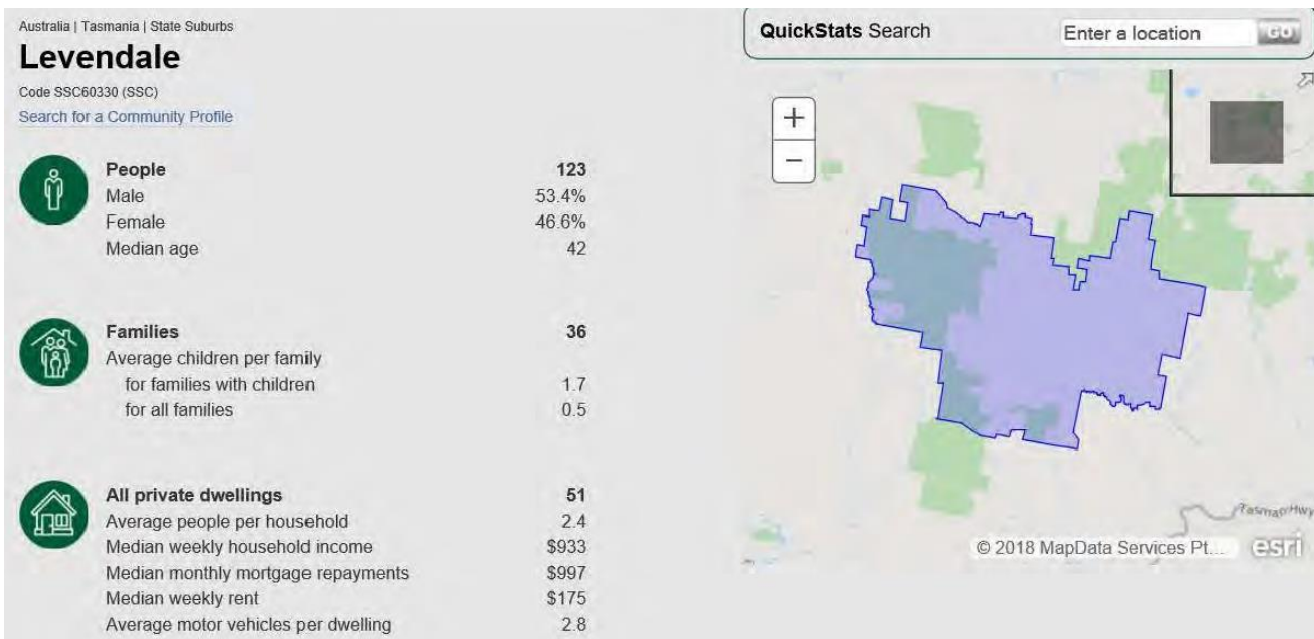 Australia | Tasmania | State Suburbs
Levendale
Code SSC60330 (SSC)
Search for a Community Profile
People 123
Male 53.4%
Female 46.6%
Median age 42
Families 36
Average children per family
for families with children 1.7
for all families 0.5
All private dwellings 51
Average people per household 2.4
Median weekly household income $933
Median monthly mortgage repayments $997
Median weekly rent $175
Average motor vehicles per dwelling 2.8
QuickStats Search Enter a location GO
+
−
Tasman Hwy
© 2018 MapData Services Pt... esri